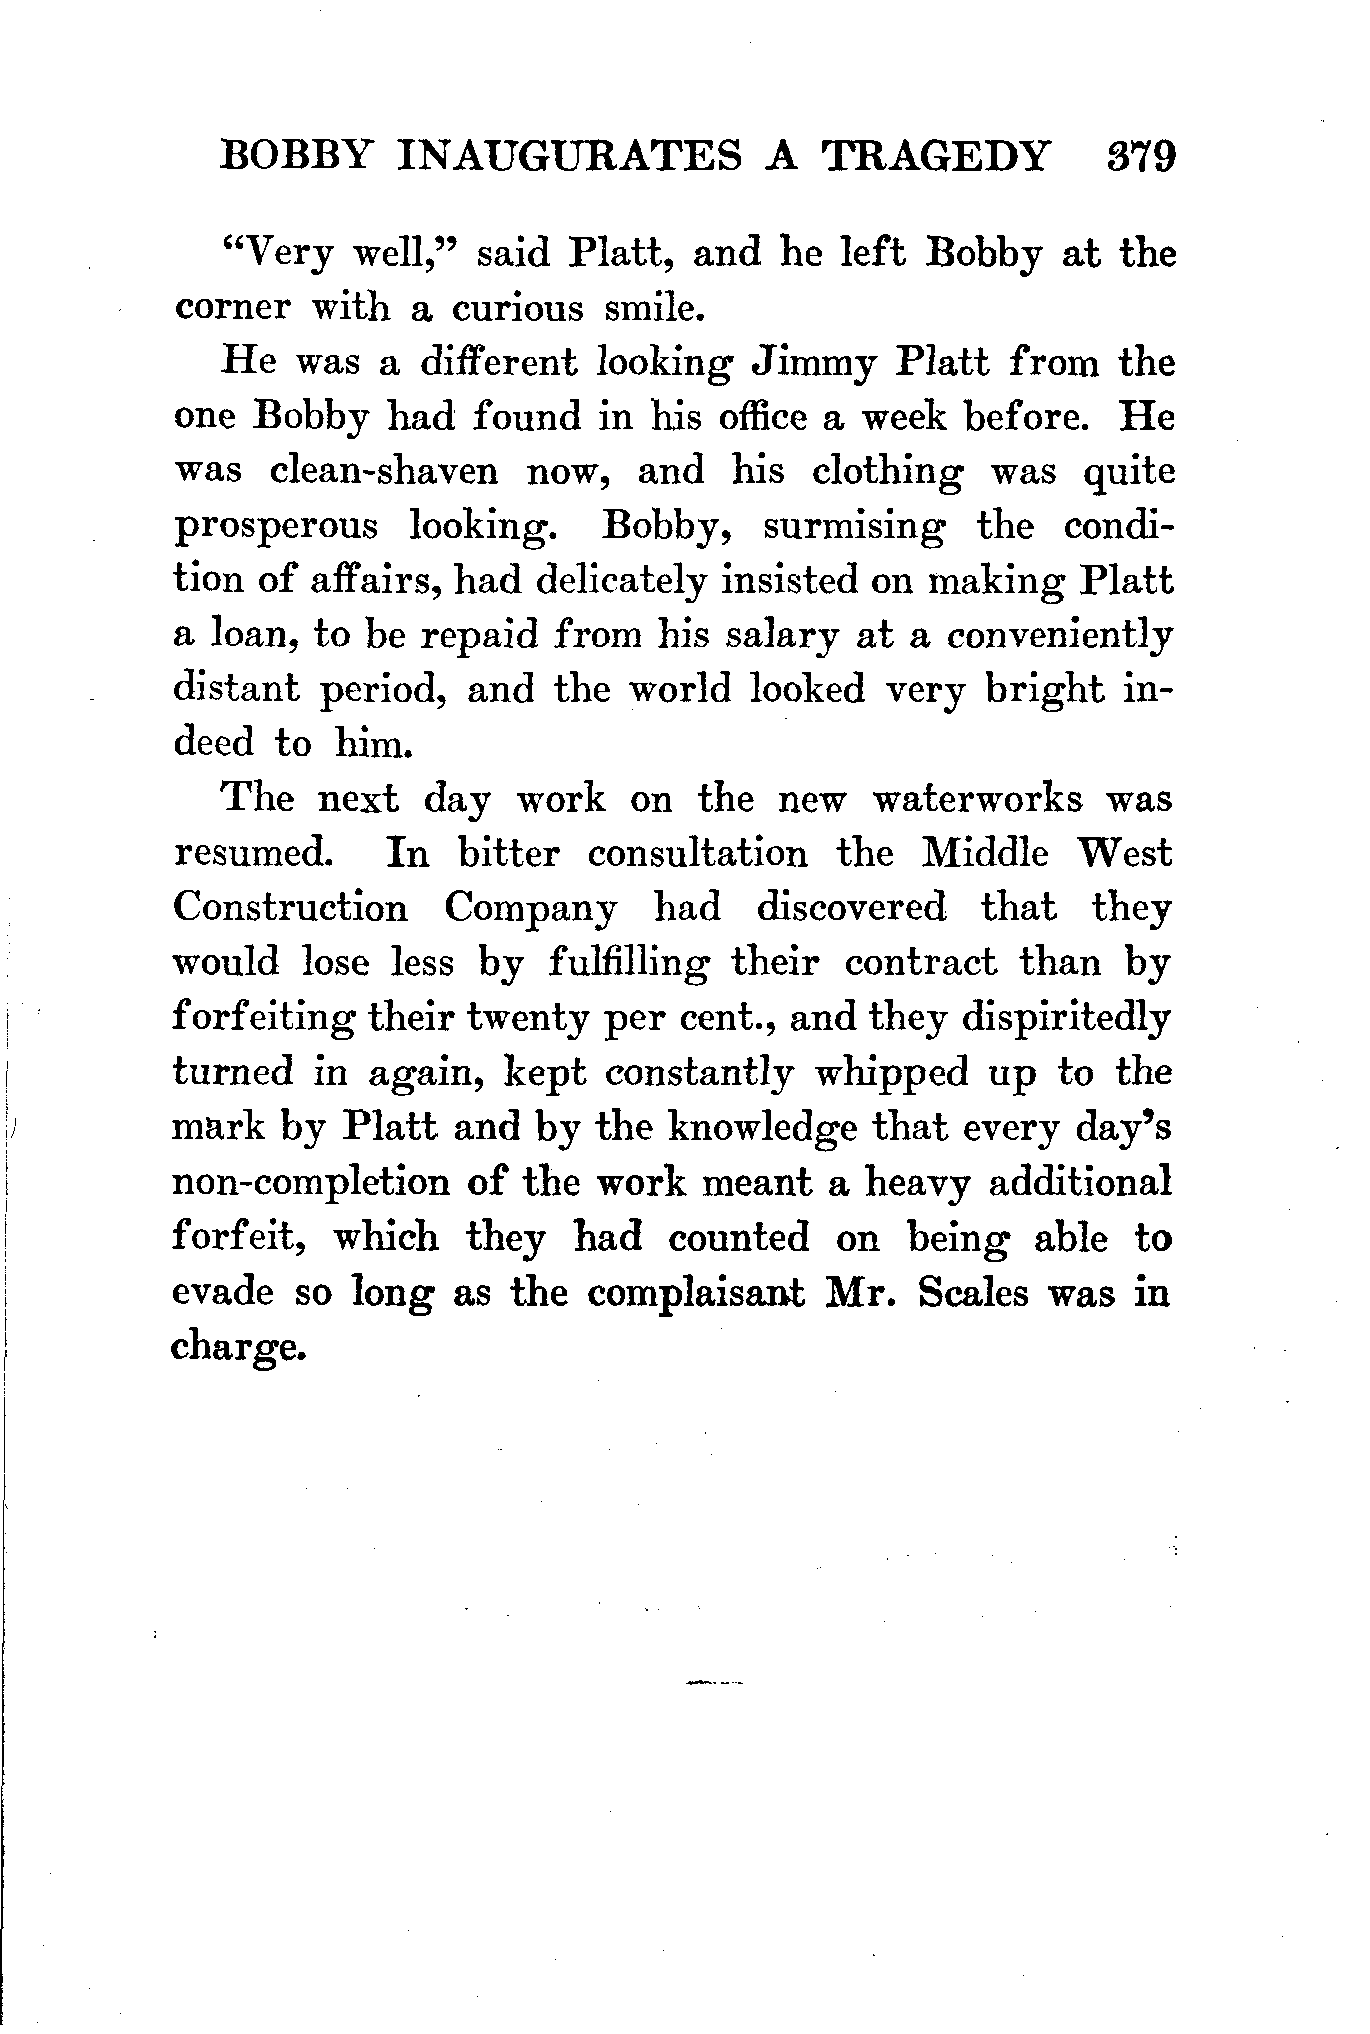 BOBBY INAUGURATES A TRAGEDY 379
“Very well,” said Platt, and he left Bobby at the
corner with a curious smile.
He was a different looking Jimmy Platt from the
one Bobby had found in his office a week before. He
was clean-shaven now, and his clothing was quite
prosperous looking. Bobby, surmising the condi-
tion of affairs, had delicately insisted on making Platt
a loan, to be repaid from his salary at a conveniently
distant period, and the world looked very bright in-
deed to him.
The next day work on the new waterworks was
resumed. In bitter consultation the Middle West
Construction Company had discovered that they
would lose less by fulfilling their contract than by
forfeiting their twenty per cent., and they dispiritedly
turned in again, kept constantly whipped up to the
mark by Platt and by the knowledge that every day’s
non-completion of the work meant a heavy additional
forfeit, which they had counted on being able to
evade so long as the complaisant Mr. Scales was in
charge.